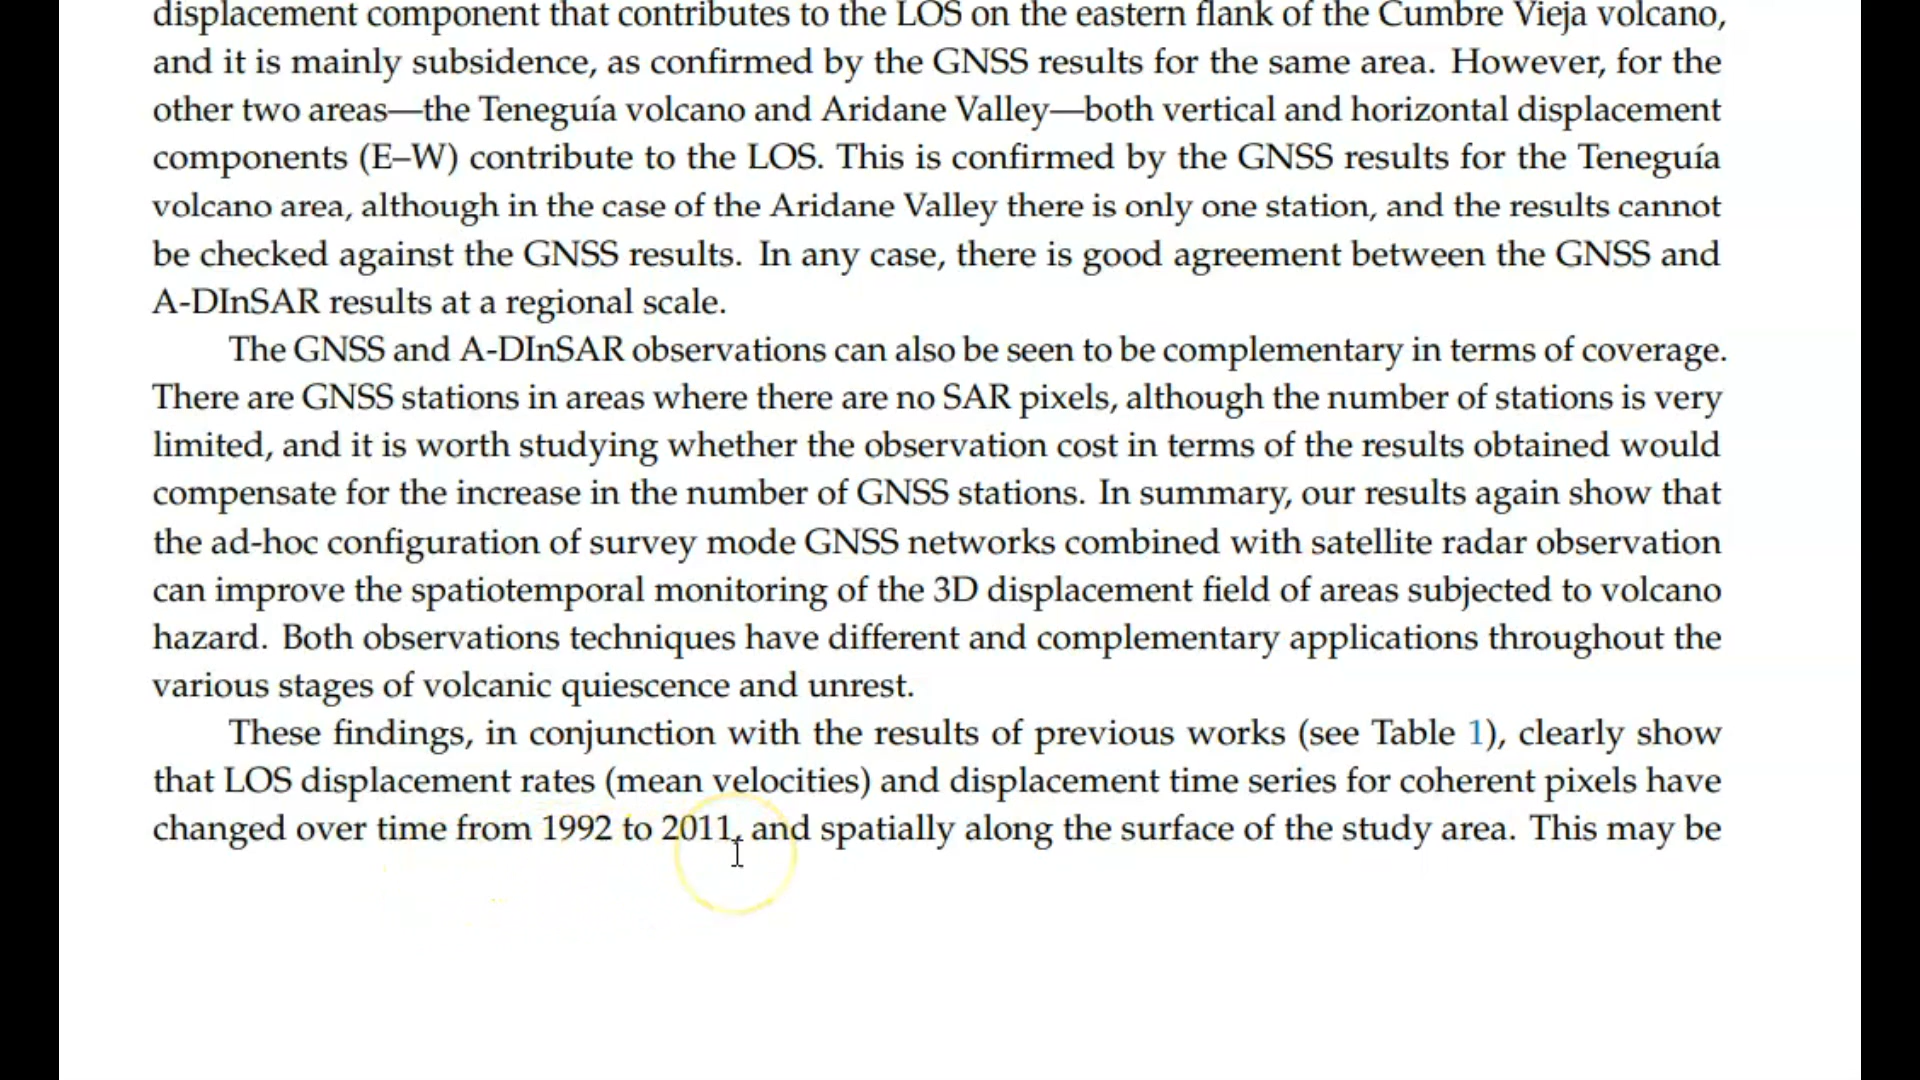 displacement component that contributes to the LOS on the eastern flank of the Cumbre Vieja volcano,
and it is mainly subsidence, as confirmed by the GNSS results for the same area. However, for the
other two areas—the Teneguía volcano and Aridane Valley—both vertical and horizontal displacement
components (E–W) contribute to the LOS. This is confirmed by the GNSS results for the Teneguía
volcano area, although in the case of the Aridane Valley there is only one station, and the results cannot
be checked against the GNSS results. In any case, there is good agreement between the GNSS and
A-DInSAR results at a regional scale.
The GNSS and A-DInSAR observations can also be seen to be complementary in terms of coverage.
There are GNSS stations in areas where there are no SAR pixels, although the number of stations is very
limited, and it is worth studying whether the observation cost in terms of the results obtained would
compensate for the increase in the number of GNSS stations. In summary, our results again show that
the ad-hoc configuration of survey mode GNSS networks combined with satellite radar observation
can improve the spatiotemporal monitoring of the 3D displacement field of areas subjected to volcano
hazard. Both observations techniques have different and complementary applications throughout the
various stages of volcanic quiescence and unrest.
These findings, in conjunction with the results of previous works (see Table 1), clearly show
that LOS displacement rates (mean velocities) and displacement time series for coherent pixels have
changed over time from 1992 to 2011, and spatially along the surface of the study area. This may be